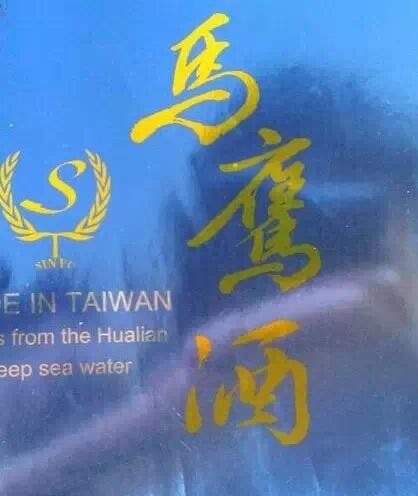 馬鷹酒
S
E IN TAIWAN
s from the Hualian
eep sea water